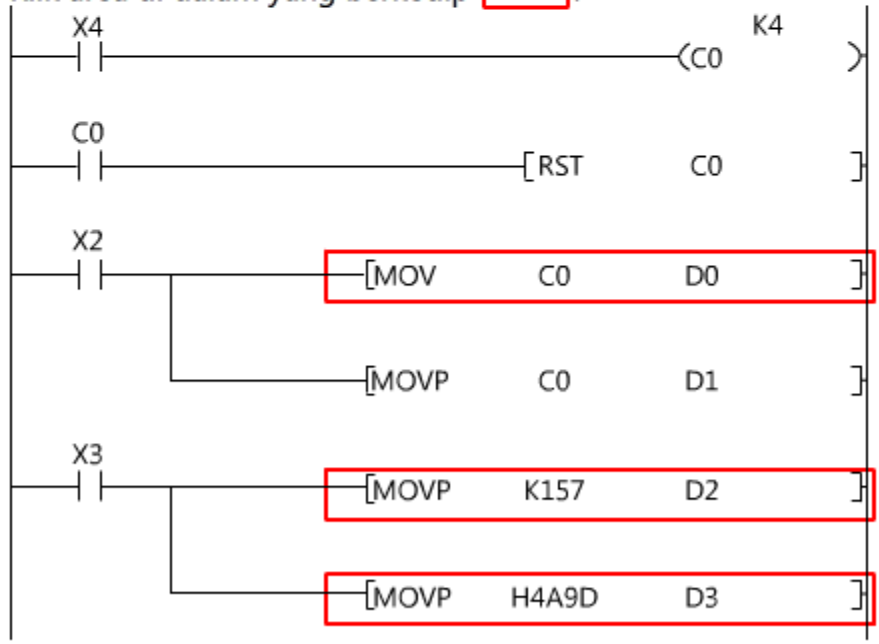 X4 K4
(C0 )
C0
[RST C0 ]
X2
[MOV C0 D0 ]
[MOVP C0 D1 ]
X3
[MOVP K157 D2 ]
[MOVP H4A9D D3 ]